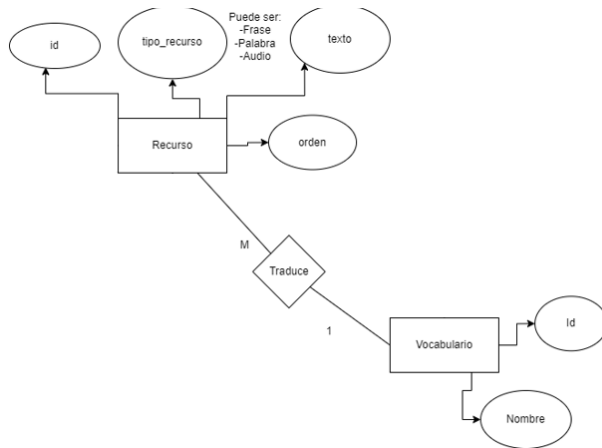 Puede ser:
-Frase
-Palabra
-Audio
id
tipo_recurso
texto
Recurso
orden
M
Traduce
1
Vocabulario
Id
Nombre